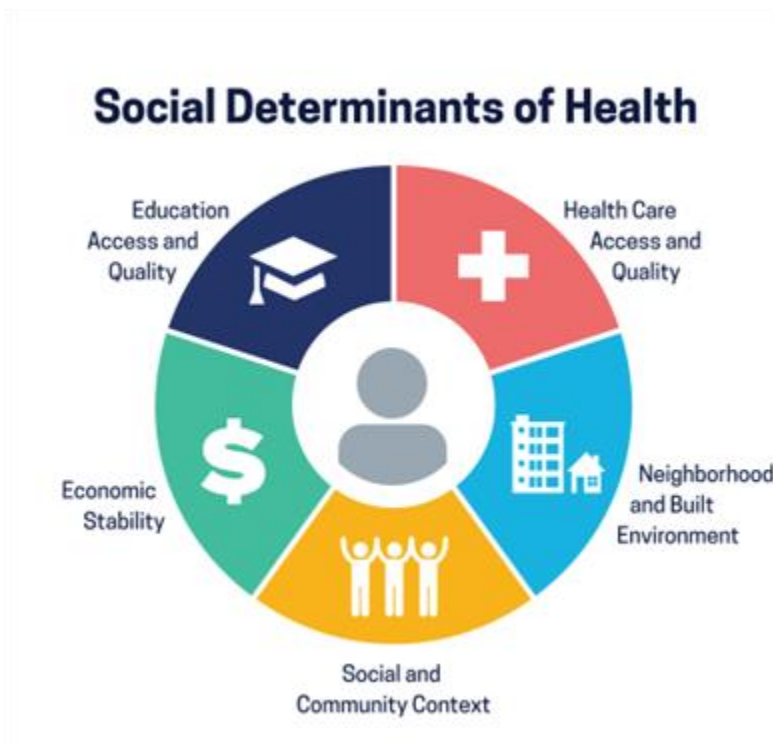 Social Determinants of Health
Education
Access and
Quality
Health Care
Access and
Quality
Economic
Stability
Neighborhood
and Built
Environment
Social and
Community Context